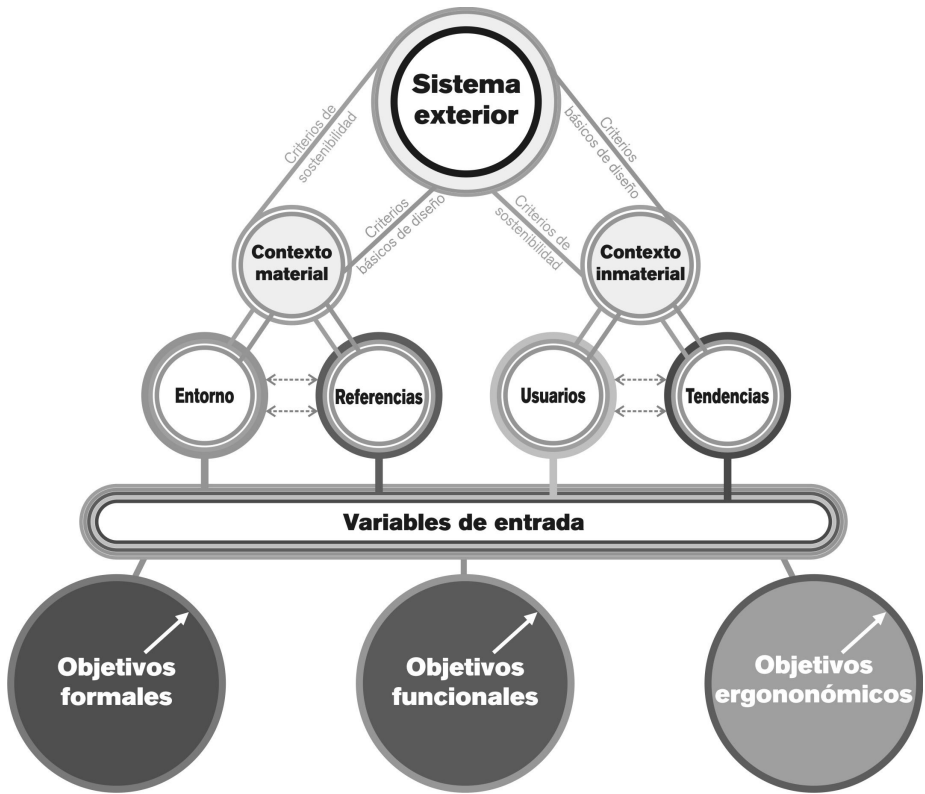 Sistema
exterior
Criterios de
sostenibilidad
Criterios
básicos de diseño
Criterios
básicos de diseño
Criterios de
sostenibilidad
Contexto
material
Contexto
inmaterial
Entorno
Referencias
Usuarios
Tendencias
Variables de entrada
Objetivos
formales
Objetivos
funcionales
Objetivos
ergononómicos